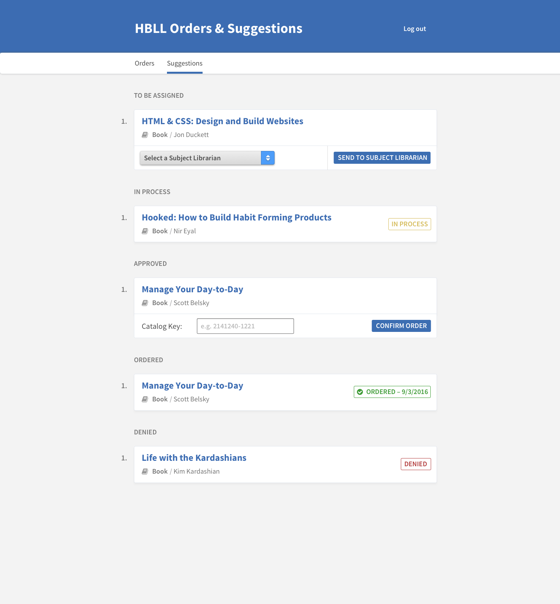 HBLL Orders & Suggestions
Log out
Orders
Suggestions
TO BE ASSIGNED
1.
HTML & CSS: Design and Build Websites
Book / Jon Duckett
Select a Subject Librarian
SEND TO SUBJECT LIBRARIAN
IN PROCESS
1.
Hooked: How to Build Habit Forming Products
Book / Nir Eyal
IN PROCESS
APPROVED
1.
Manage Your Day-to-Day
Book / Scott Belsky
Catalog Key:
e.g. 2141240-1221
CONFIRM ORDER
ORDERED
1.
Manage Your Day-to-Day
Book / Scott Belsky
ORDERED – 9/3/2016
DENIED
1.
Life with the Kardashians
Book / Kim Kardashian
DENIED